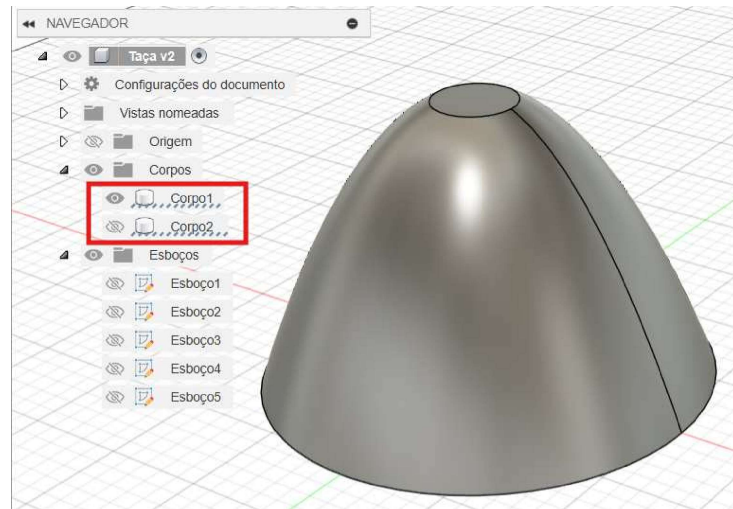 NAVEGADOR
Taça v2
Configurações do documento
Vistas nomeadas
Origem
Corpos
Corpo1
Corpo2
Esboços
Esboço1
Esboço2
Esboço3
Esboço4
Esboço5